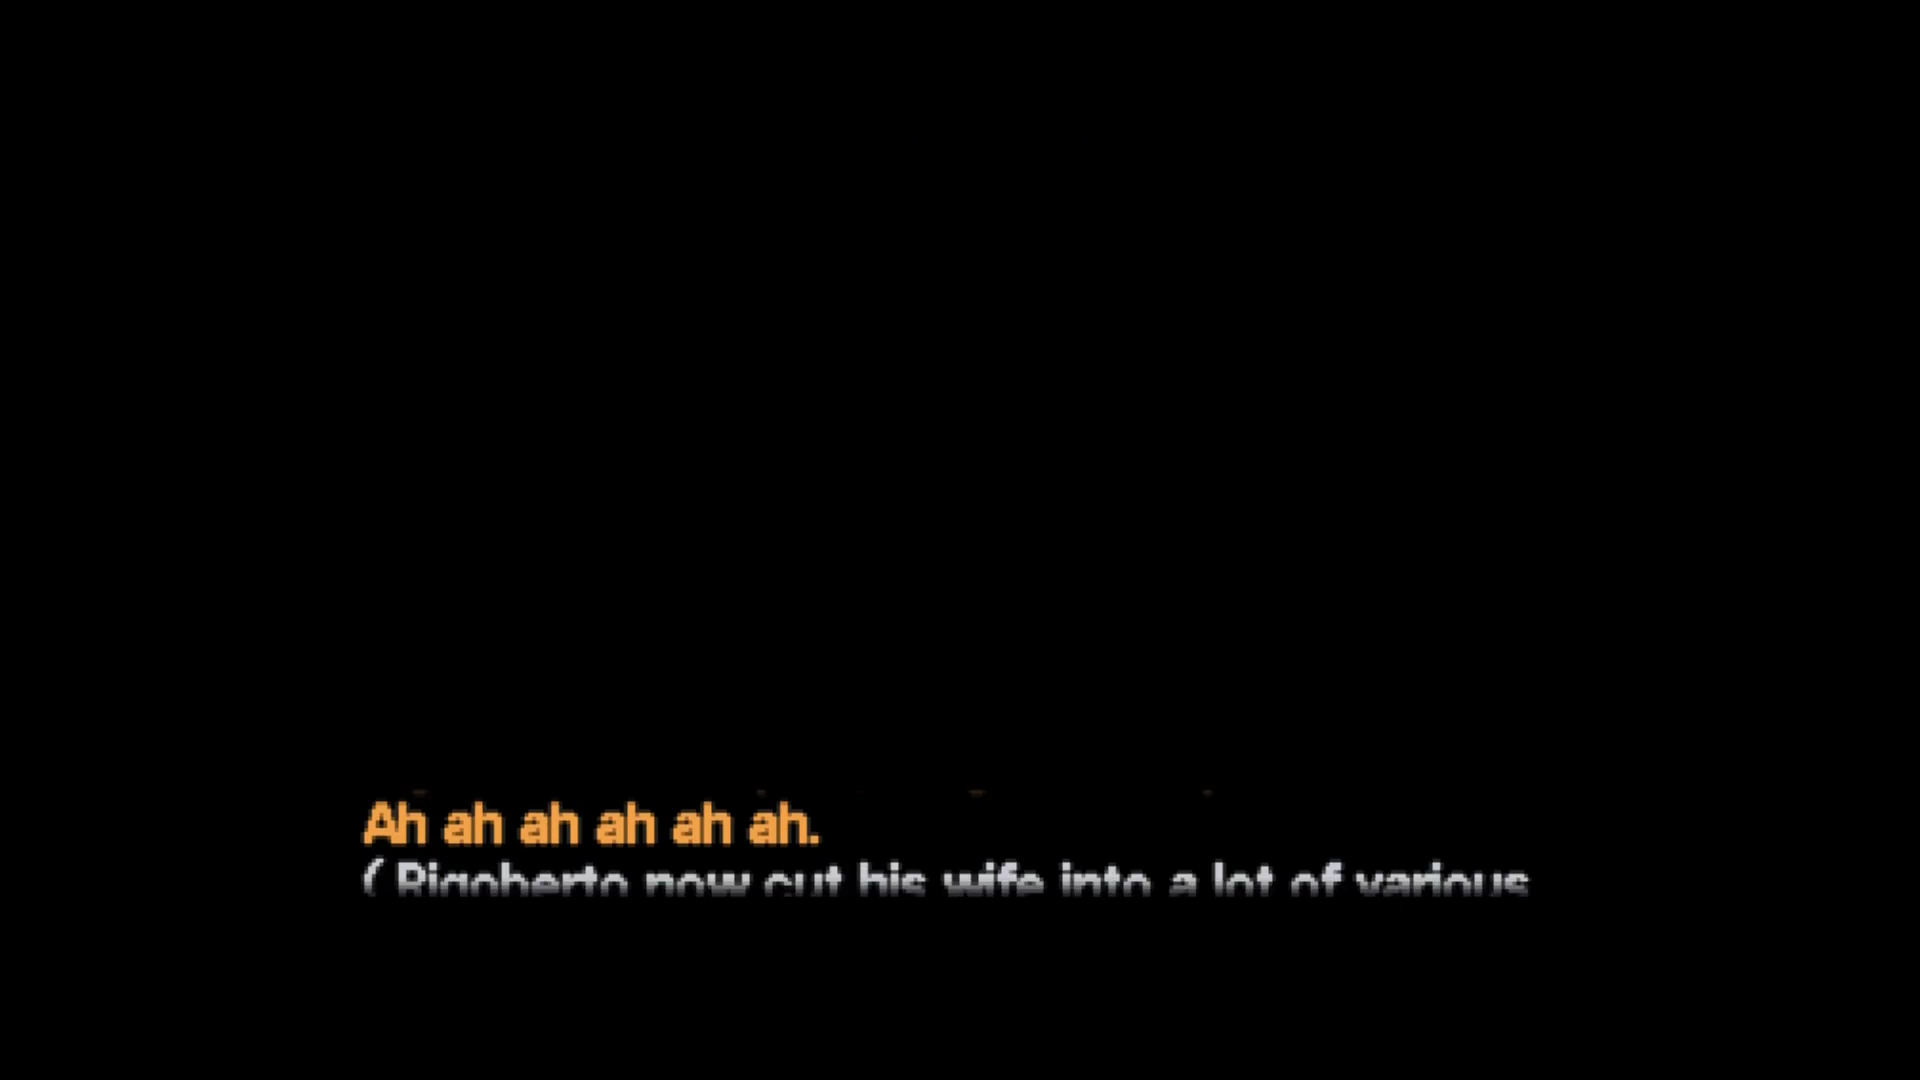 Ah ah ah ah ah ah.
( Rigoberto now cut his wife into a lot of various